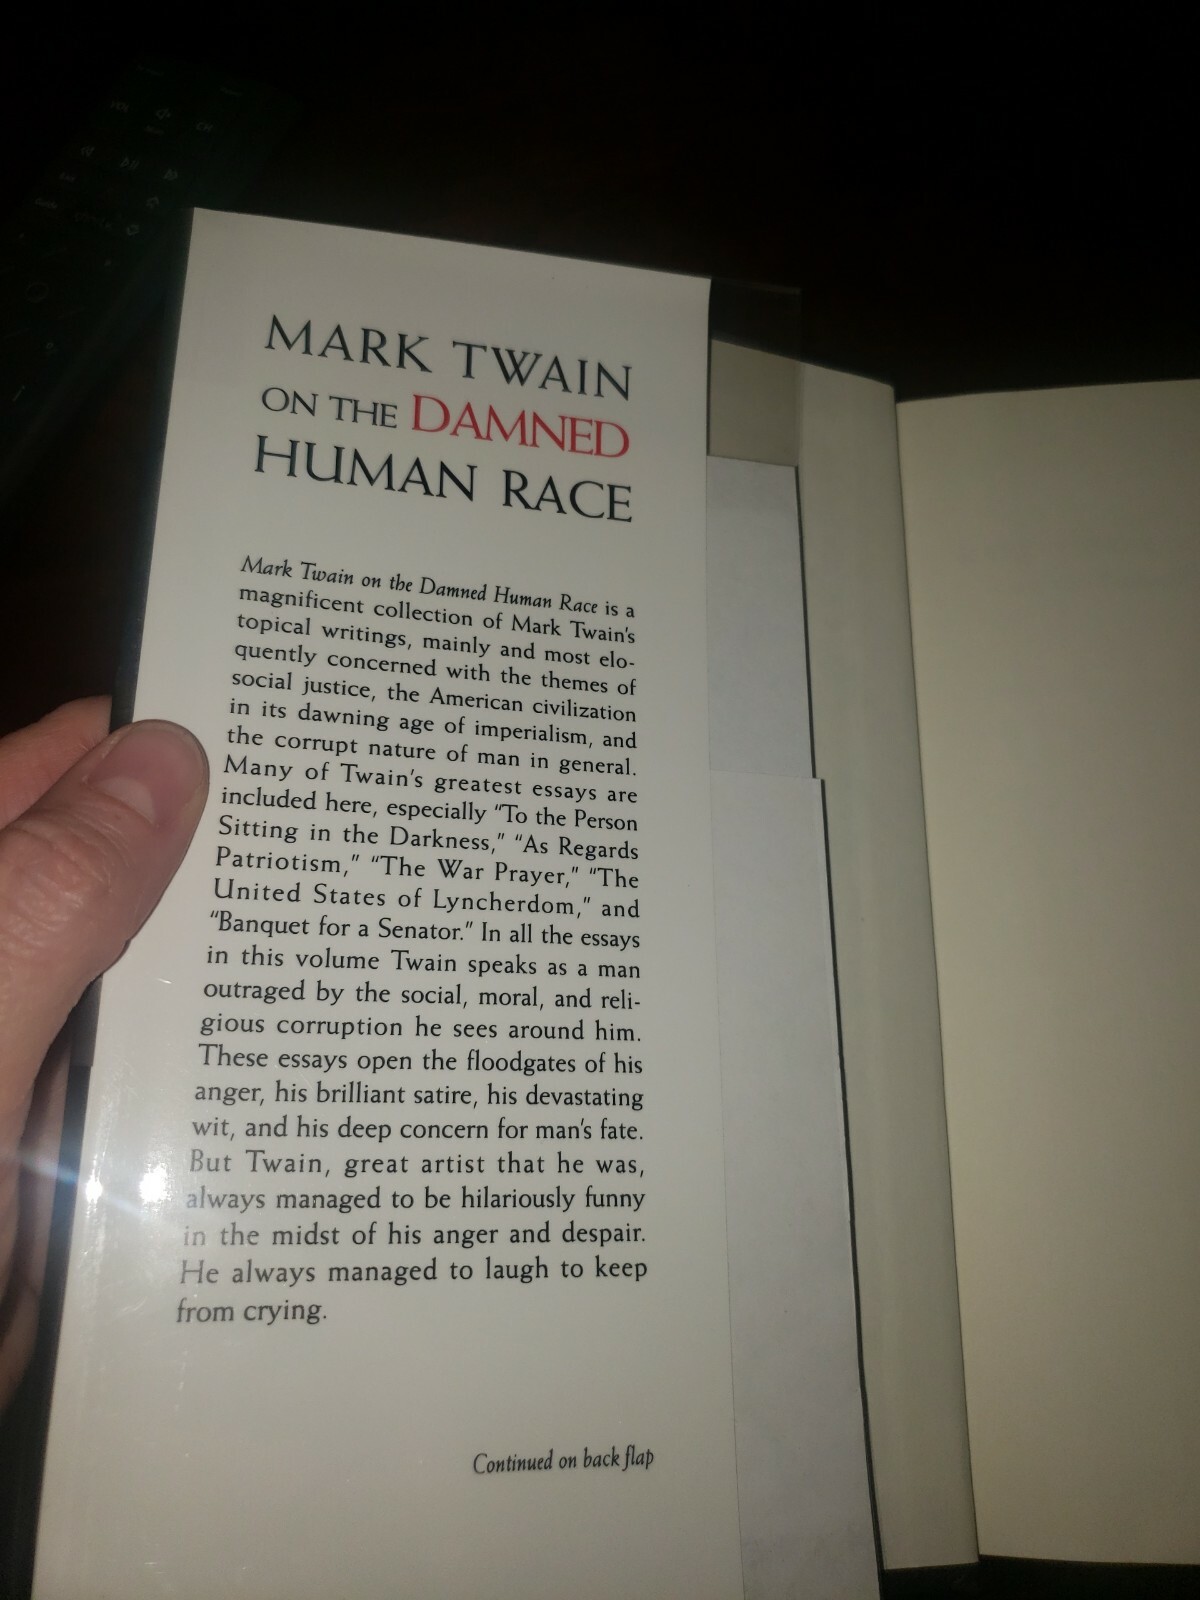 MARK TWAIN
ON THE DAMNED
HUMAN RACE
Mark Twain on the Damned Human Race is a
magnificent collection of Mark Twain's
topical writings, mainly and most elo-
quently concerned with the themes of
social justice, the American civilization
in its dawning age of imperialism, and
the corrupt nature of man in general.
Many of Twain's greatest essays are
included here, especially “To the Person
Sitting in the Darkness,” “As Regards
Patriotism,” “The War Prayer,” “The
United States of Lyncherdom,” and
“Banquet for a Senator.” In all the essays
in this volume Twain speaks as a man
outraged by the social, moral, and reli-
gious corruption he sees around him.
These essays open the floodgates of his
anger, his brilliant satire, his devastating
wit, and his deep concern for man's fate.
But Twain, great artist that he was,
always managed to be hilariously funny
in the midst of his anger and despair.
He always managed to laugh to keep
from crying.
Continued on back flap